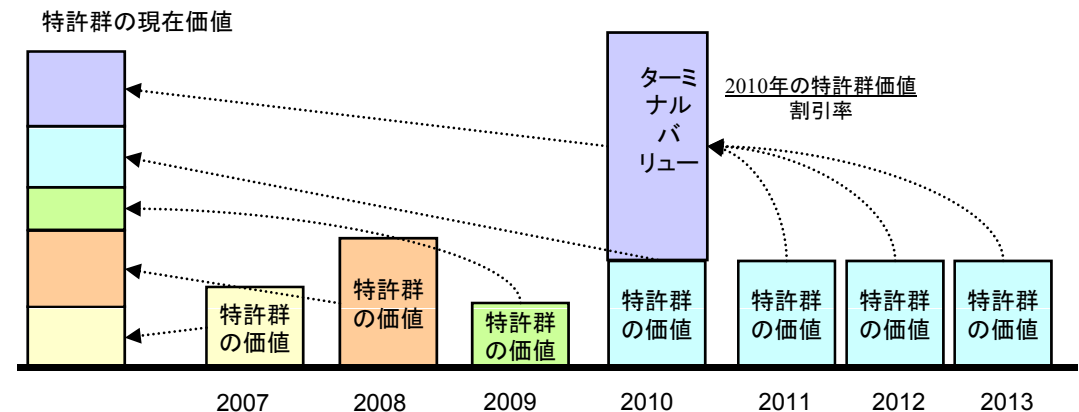 特許群の現在価値
ターミ
ナル
バ
リュー
2010年の特許群価値
割引率
特許群
の価値
特許群
の価値
特許群
の価値
特許群
の価値
特許群
の価値
特許群
の価値
特許群
の価値
2007
2008
2009
2010
2011
2012
2013